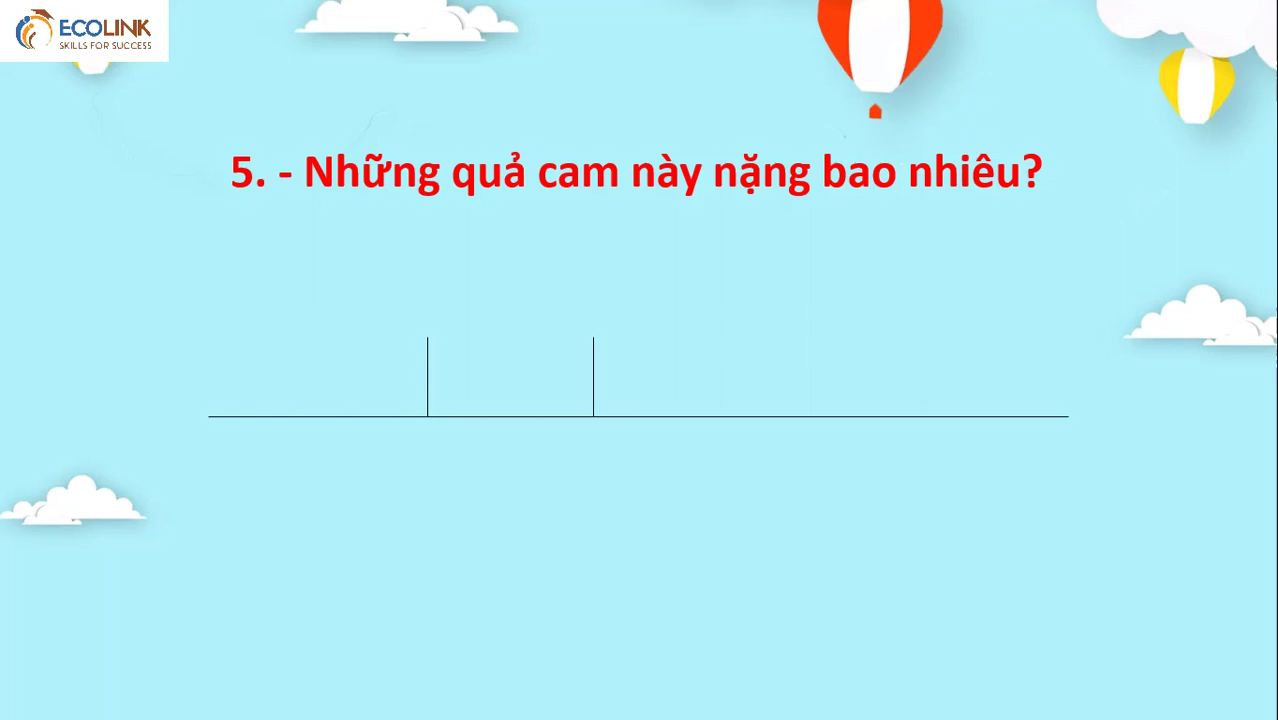 ECOLINK
SKILLS FOR SUCCESS
5. - Những quả cam này nặng bao nhiêu?